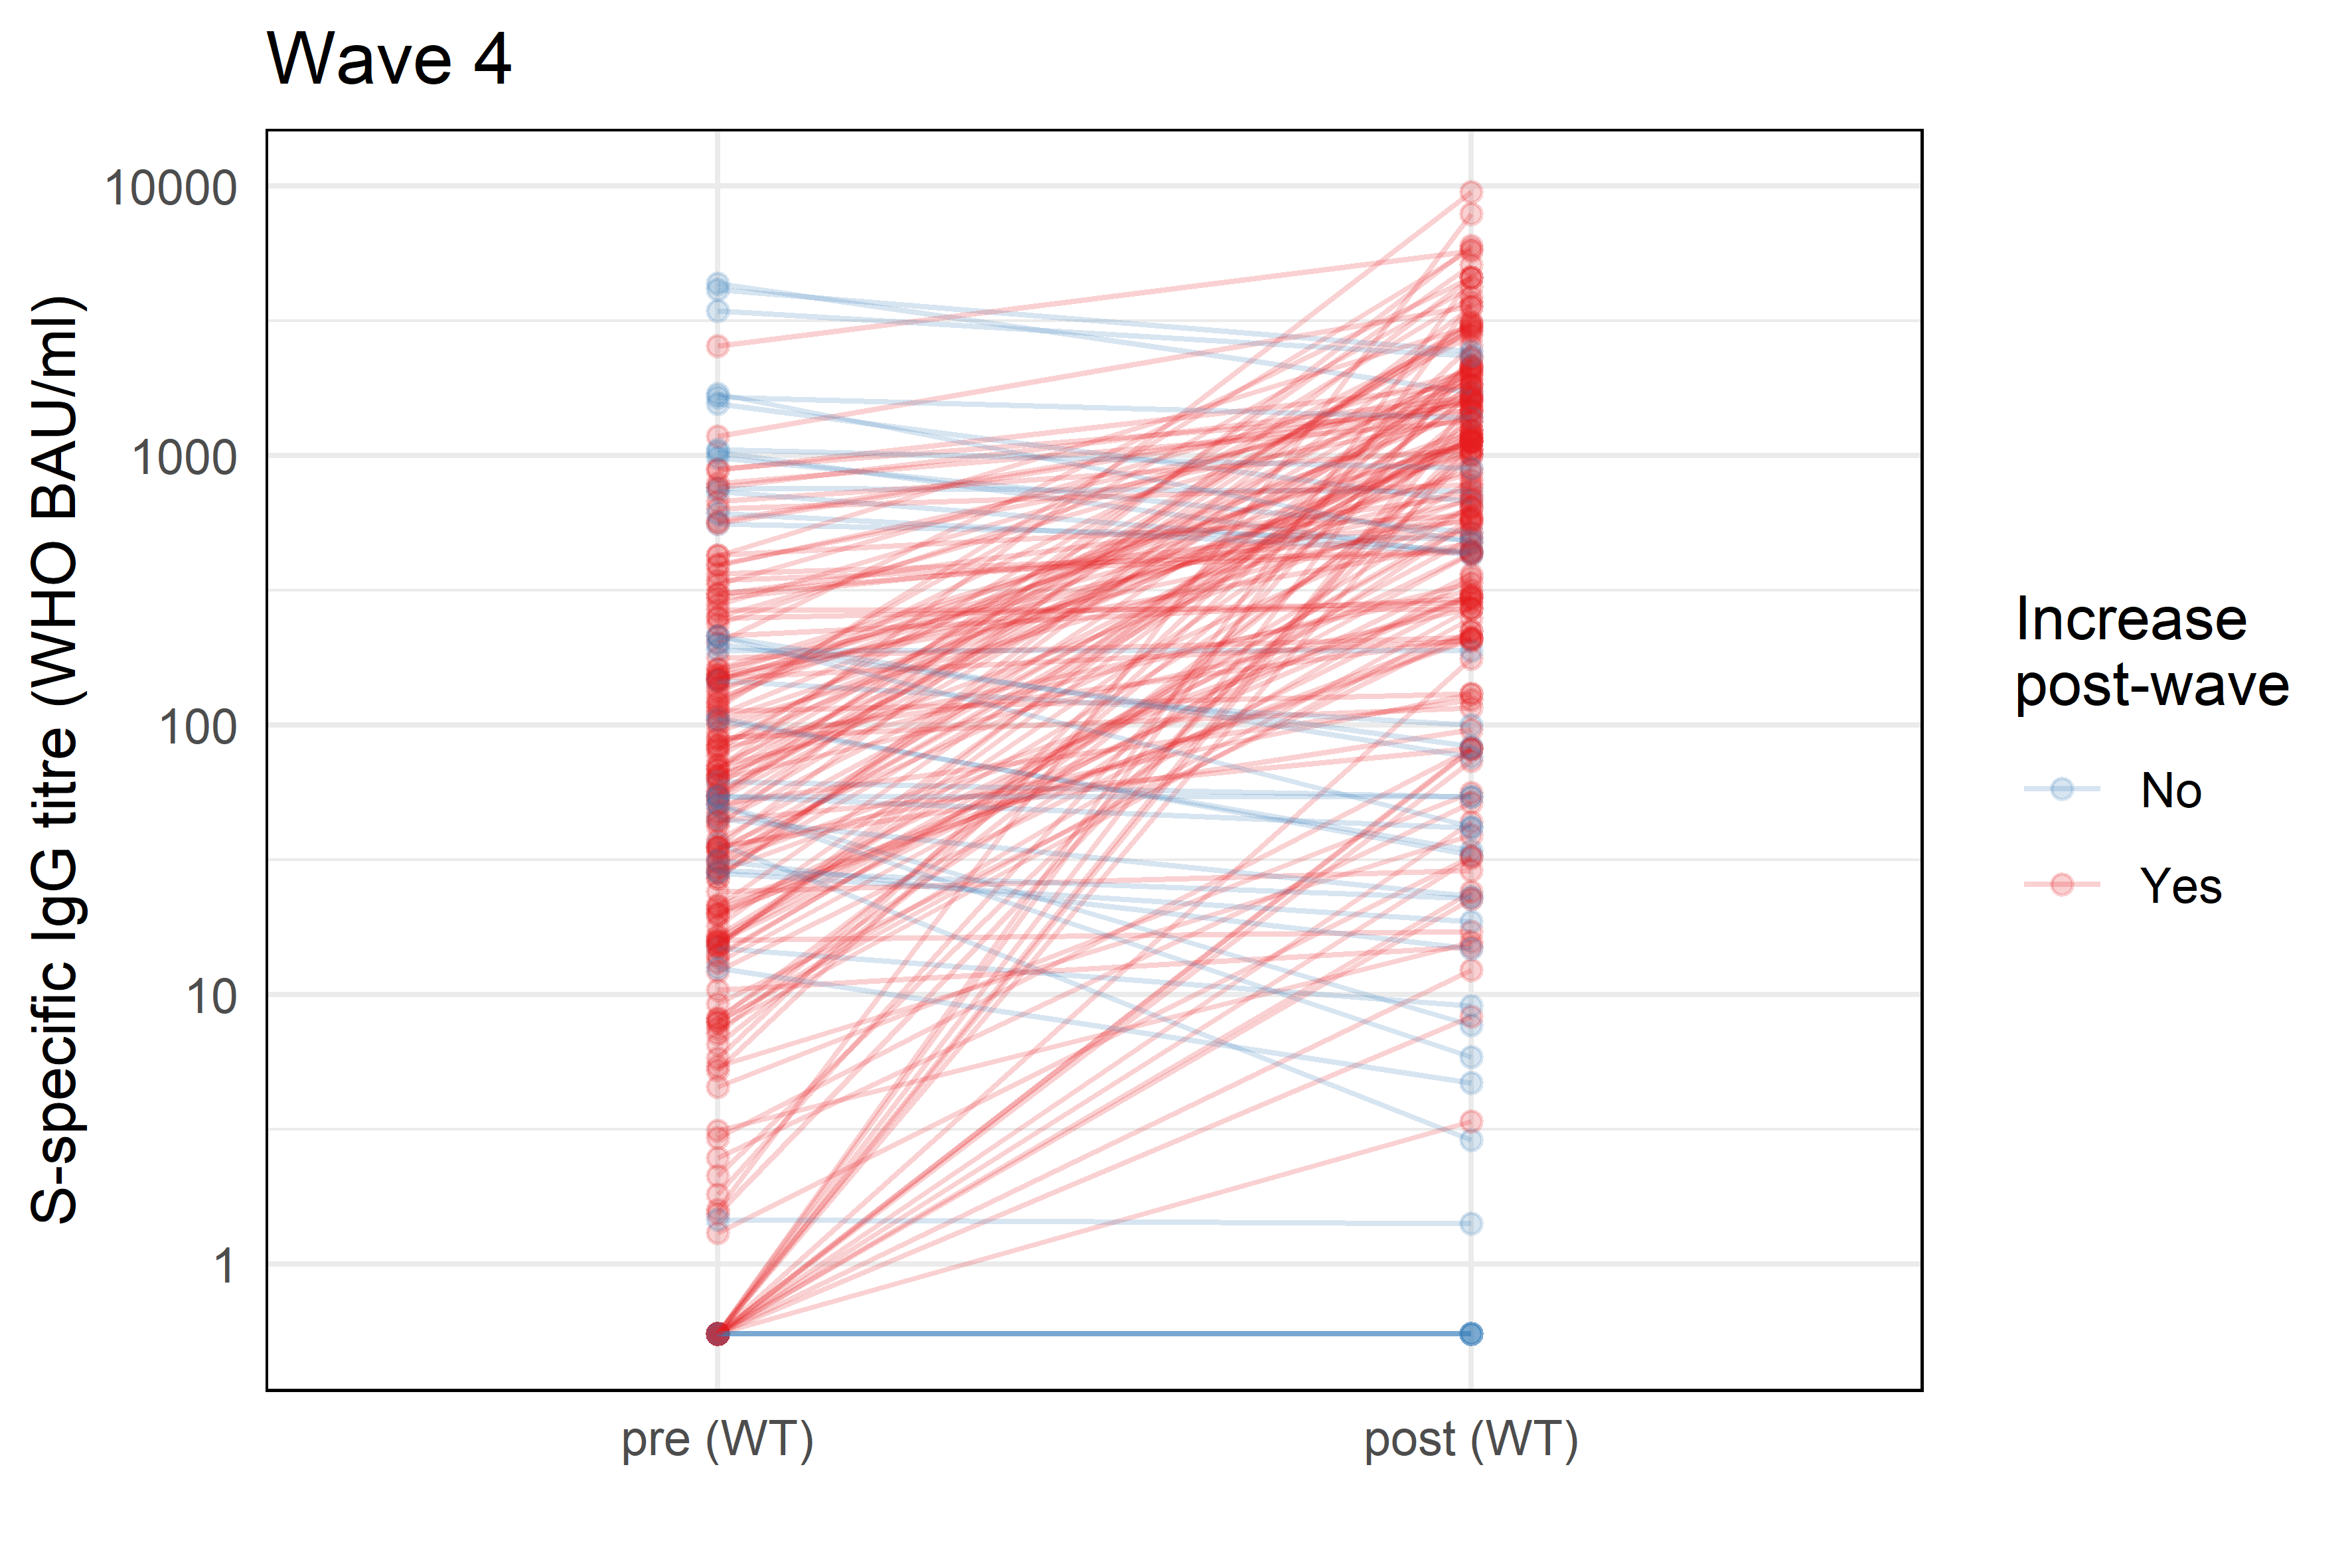 Wave 4
S-specific IgG titre (WHO BAU/ml)
10000
1000
100
10
1
pre (WT)
post (WT)
Increase
post-wave
No
Yes